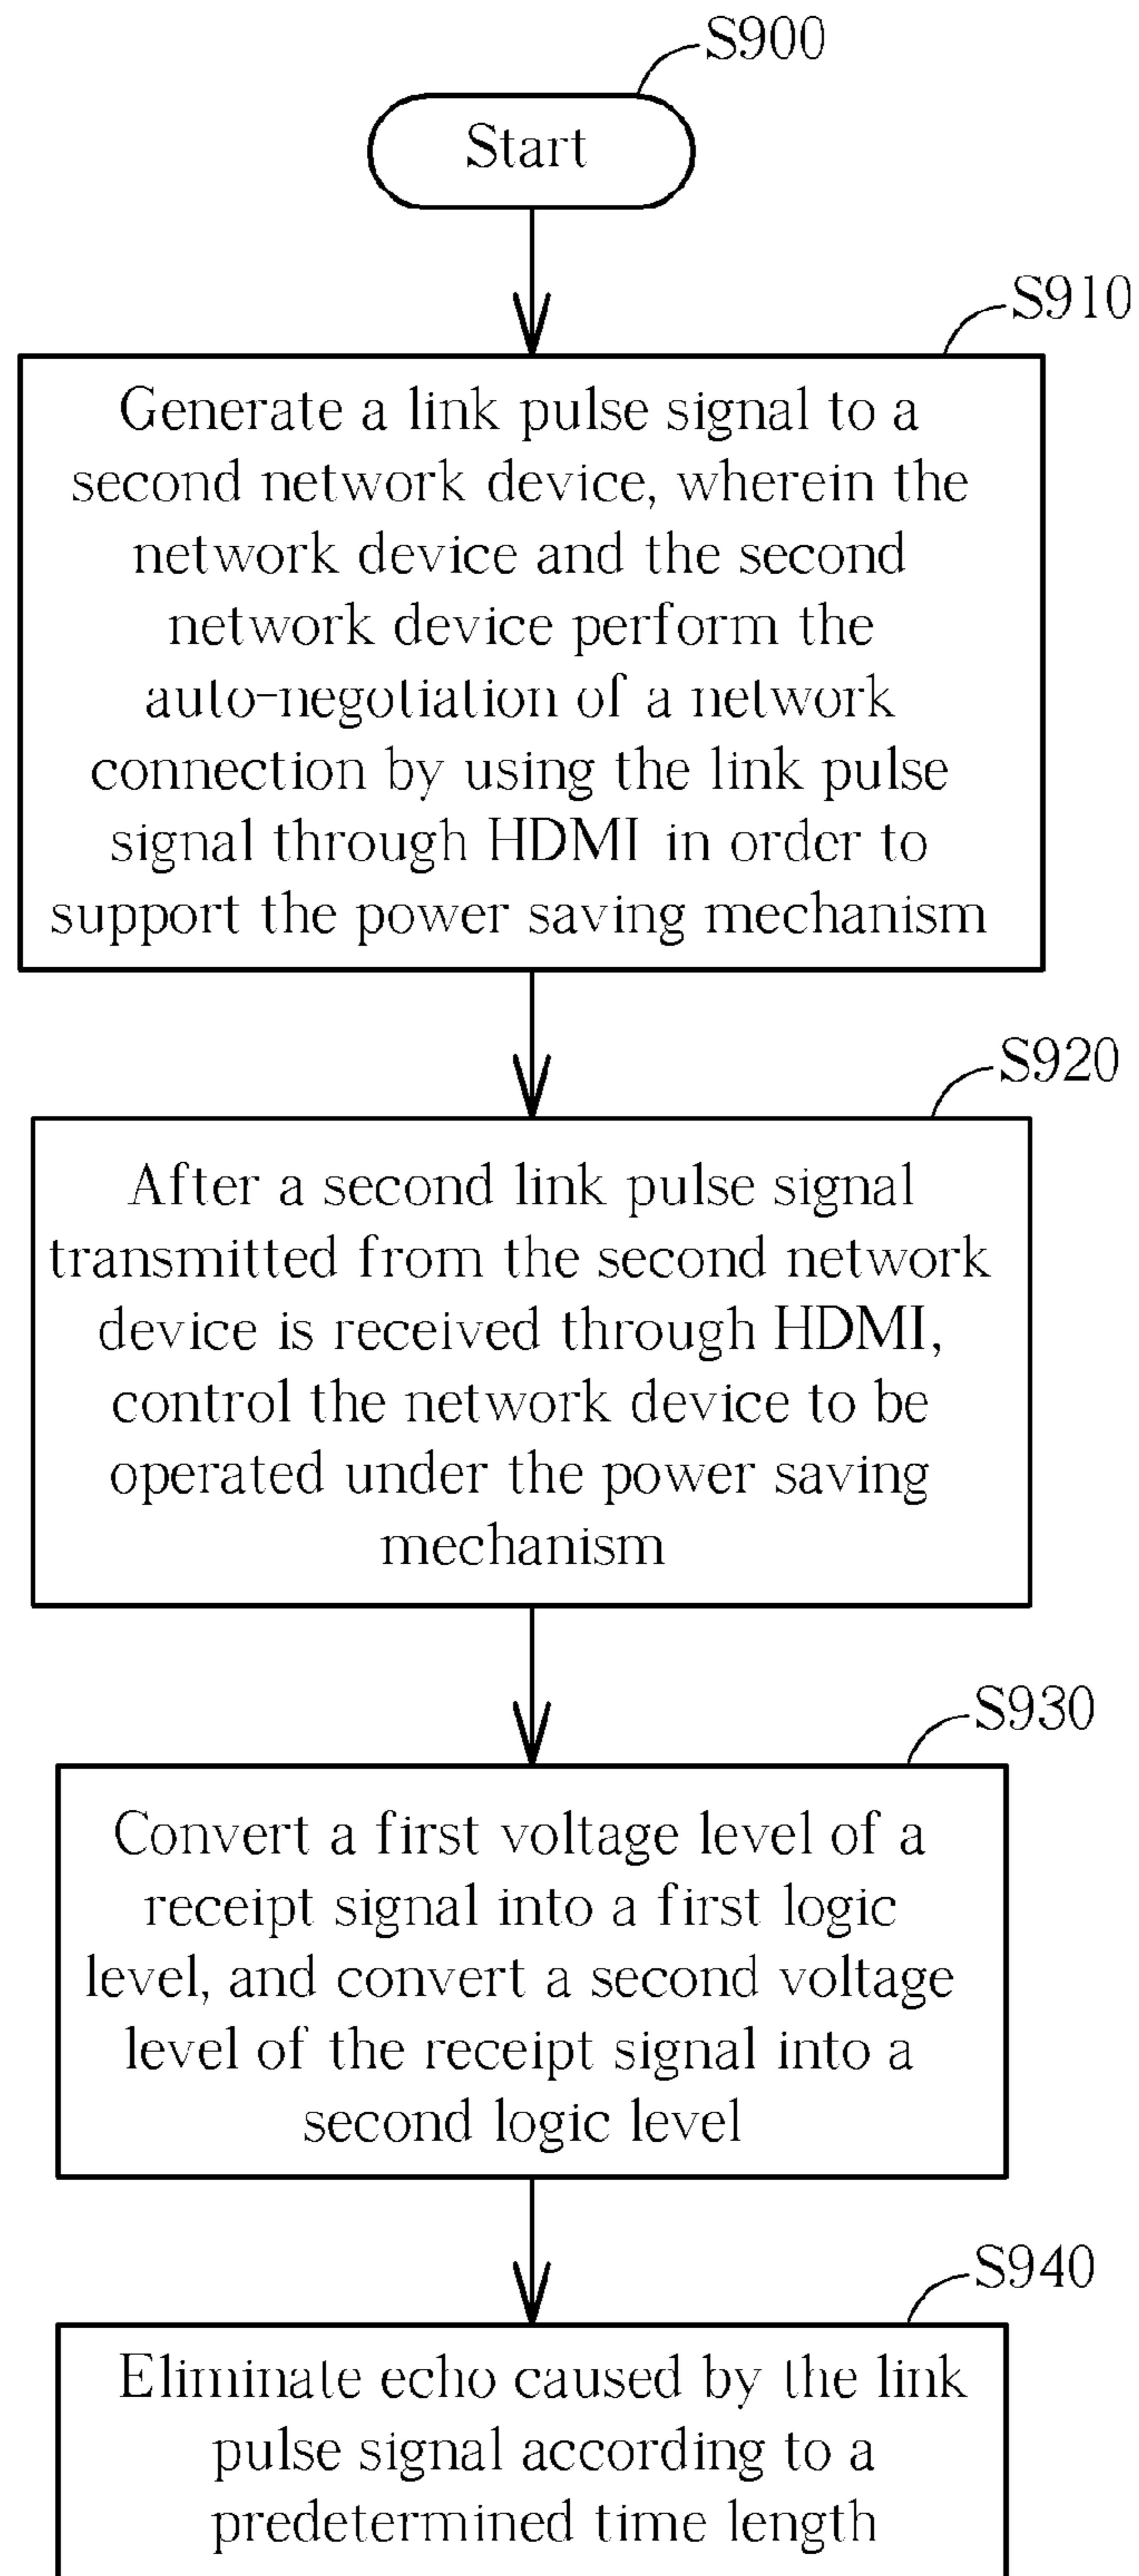 S900
Start
S910
Generate a link pulse signal to a
second network device, wherein the
network device and the second
network device perform the
auto-negotiation of a network
connection by using the link pulse
signal through HDMI in order to
support the power saving mechanism
S920
After a second link pulse signal
transmitted from the second network
device is received through HDMI,
control the network device to be
operated under the power saving
mechanism
S930
Convert a first voltage level of a
receipt signal into a first logic
level, and convert a second voltage
level of the receipt signal into a
second logic level
S940
Eliminate echo caused by the link
pulse signal according to a
predetermined time length